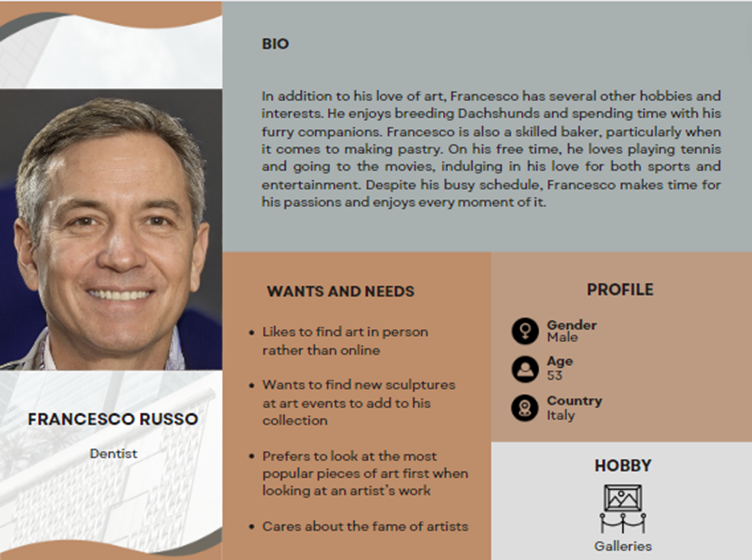 BIO
In addition to his love of art, Francesco has several other hobbies and
interests. He enjoys breeding Dachshunds and spending time with his
furry companions. Francesco is also a skilled baker, particularly when
it comes to making pastry. On his free time, he loves playing tennis
and going to the movies, indulging in his love for both sports and
entertainment. Despite his busy schedule, Francesco makes time for
his passions and enjoys every moment of it.
FRANCESCO RUSSO
Dentist
WANTS AND NEEDS
• Likes to find art in person
rather than online
• Wants to find new sculptures
at art events to add to his
collection
• Prefers to look at the most
popular pieces of art first when
looking at an artist's work
• Cares about the fame of artists
PROFILE
Gender
Male
Age
53
Country
Italy
HOBBY
Galleries